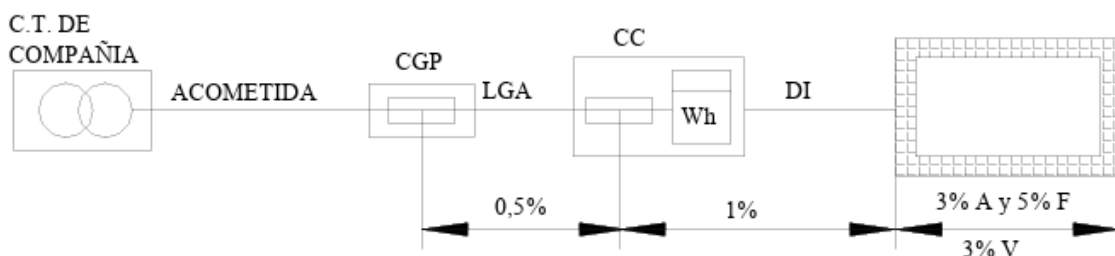 C.T. DE
COMPAÑIA
ACOMETIDA
CGP
LGA
CC
Wh
DI
0,5%
1%
3% A y 5% F
3% V